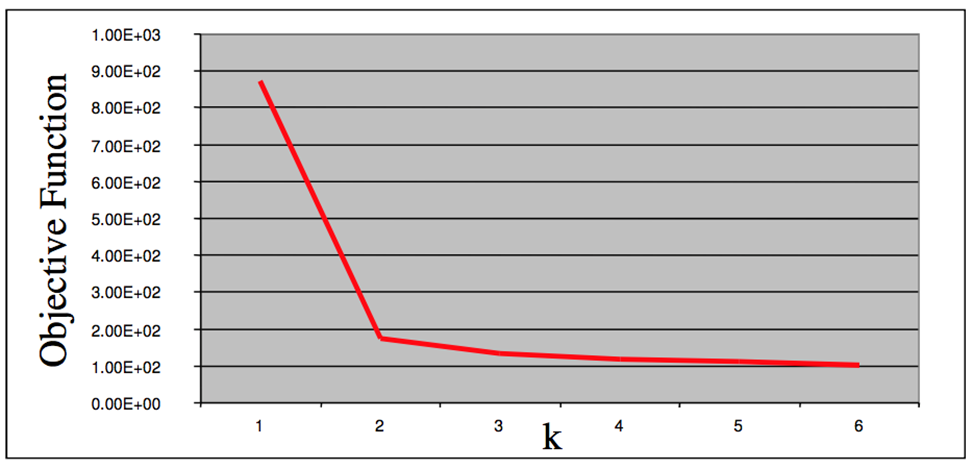 Objective Function
1.00E+03
9.00E+02
8.00E+02
7.00E+02
6.00E+02
5.00E+02
4.00E+02
3.00E+02
2.00E+02
1.00E+02
0.00E+00
1 2 3 4 5 6
k